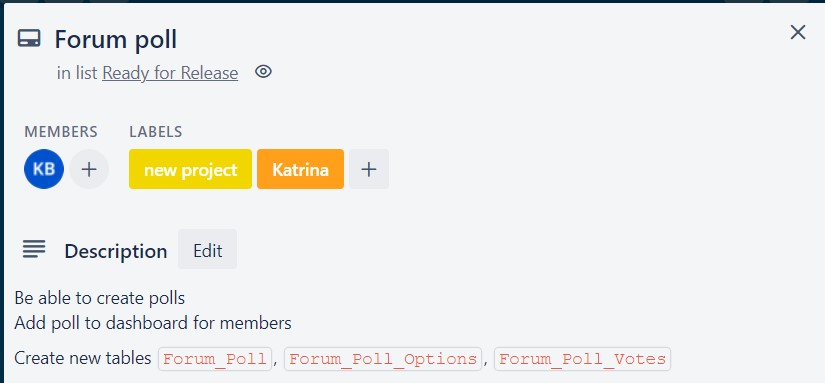 Forum poll
in list Ready for Release
MEMBERS LABELS
KB + new project Katrina +
Description Edit
Be able to create polls
Add poll to dashboard for members
Create new tables Forum_Poll, Forum_Poll_Options, Forum_Poll_Votes